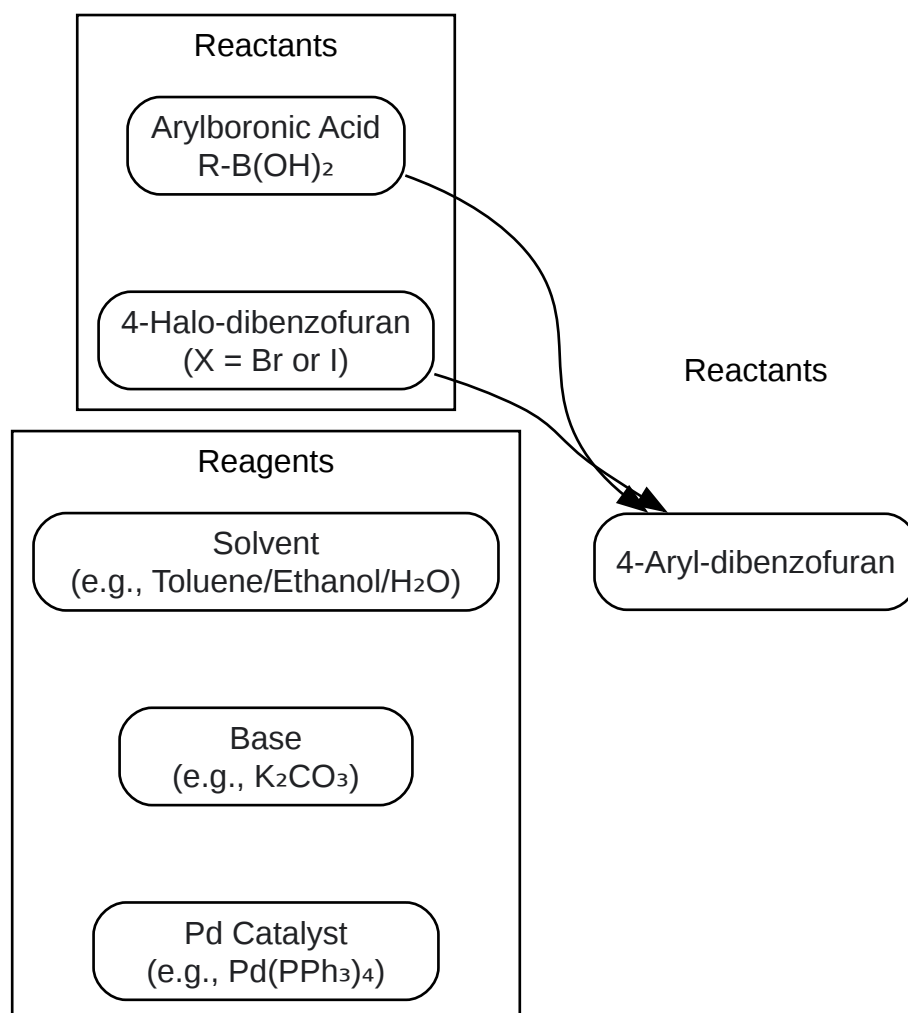 Reactants
Arylboronic Acid
R-B(OH)₂
4-Halo-dibenzofuran
(X = Br or I)
Reactants
Reagents
Solvent
(e.g., Toluene/Ethanol/H₂O)
4-Aryl-dibenzofuran
Base
(e.g., K₂CO₃)
Pd Catalyst
(e.g., Pd(PPh₃)₄)